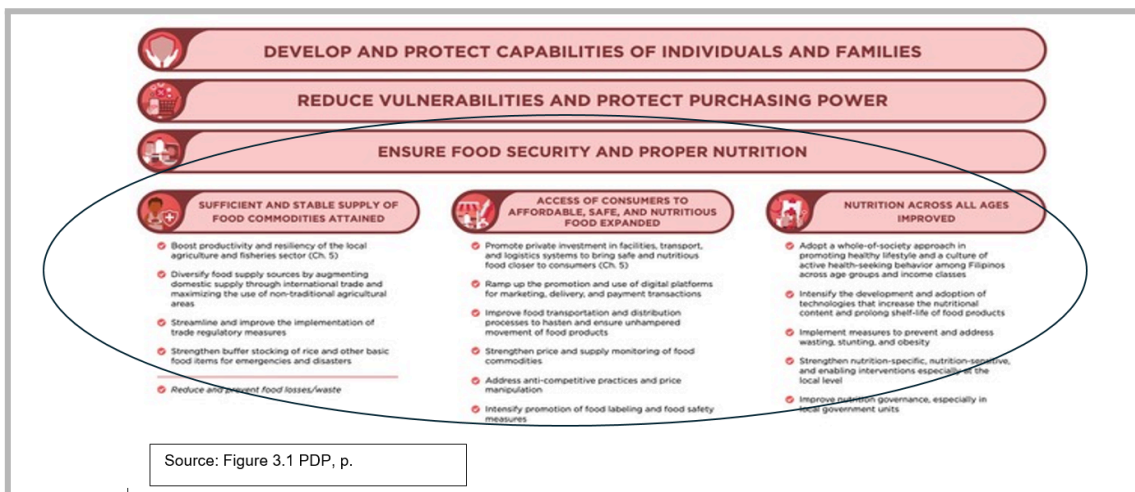 DEVELOP AND PROTECT CAPABILITIES OF INDIVIDUALS AND FAMILIES
REDUCE VULNERABILITIES AND PROTECT PURCHASING POWER
ENSURE FOOD SECURITY AND PROPER NUTRITION
SUFFICIENT AND STABLE SUPPLY OF
FOOD COMMODITIES ATTAINED
Boost productivity and resiliency of the local
agriculture and fisheries sector (Ch. 5)
Diversify food supply sources by augmenting
domestic supply through international trade and
maximizing the use of non-traditional agricultural
areas
Streamline and improve the implementation of
trade regulatory measures
Strengthen buffer stocking of rice and other basic
food items for emergencies and disasters
Reduce and prevent food losses/waste
ACCESS OF CONSUMERS TO
AFFORDABLE, SAFE, AND NUTRITIOUS
FOOD EXPANDED
Promote private investment in facilities, transport,
and logistics systems to bring safe and nutritious
food closer to consumers (Ch. 5)
Ramp up the promotion and use of digital platforms
for marketing, delivery, and payment transactions
Improve food transportation and distribution
processes to hasten and ensure unhampered
movement of food products
Strengthen price and supply monitoring of food
commodities
Address anti-competitive practices and price
manipulation
Intensify promotion of food labeling and food safety
measures
NUTRITION ACROSS ALL AGES
IMPROVED
Adopt a whole-of-society approach in
promoting healthy lifestyle and a culture of
active health-seeking behavior among Filipinos
across age groups and income classes
Intensify the development and adoption of
technologies that increase the nutritional
content and prolong shelf-life of food products
Implement measures to prevent and address
wasting, stunting, and obesity
Strengthen nutrition-specific, nutrition-sensitive,
and enabling interventions especially at the
local level
Improve nutrition governance, especially in
local government units
Source: Figure 3.1 PDP, p.